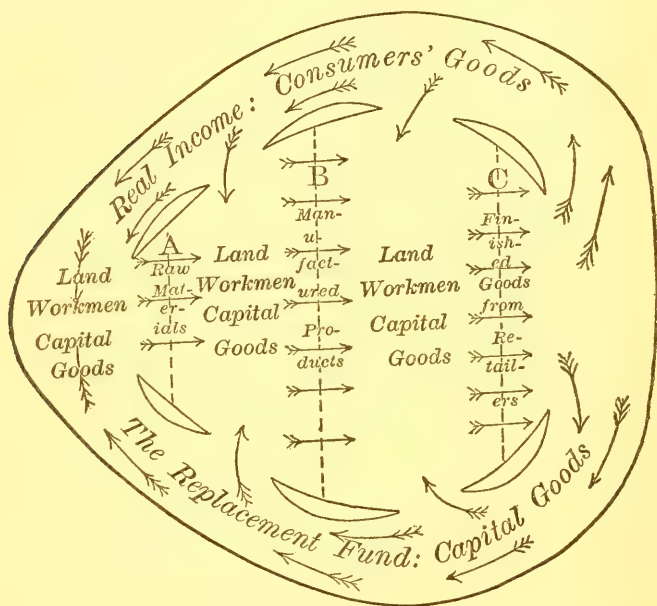 Real Income: Consumers' Goods
Land
Workmen
Capital
Goods
A
Raw
Mat-
er-
ials
Land
Workmen
Capital
Goods
B
Man-
u-
fact-
ured
Pro-
ducts
Land
Workmen
Capital
Goods
C
Fin-
ish-
ed
Goods
from
Re-
tail-
ers
The Replacement Fund: Capital Goods